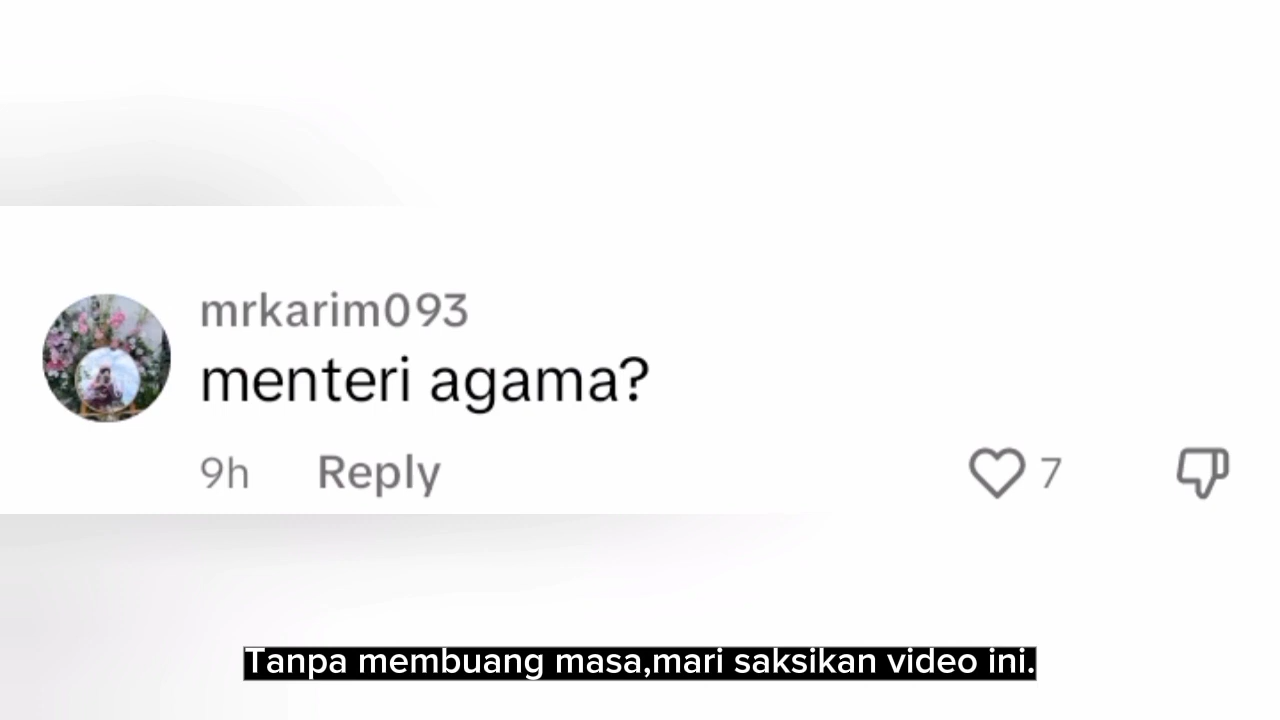 mrkarim093
menteri agama?
9h Reply 7
Tanpa membuang masa,mari saksikan video ini.